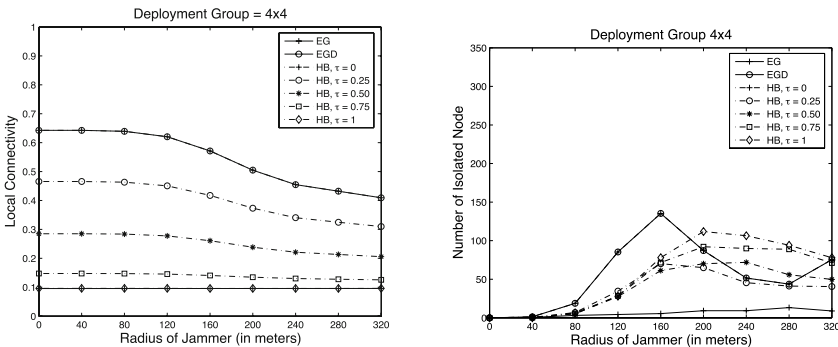 Deployment Group = 4x4
1
0.9
0.8
0.7
0.6
0.5
0.4
0.3
0.2
0.1
0
Local Connectivity
EG
EGD
HB, τ = 0
HB, τ = 0.25
HB, τ = 0.50
HB, τ = 0.75
HB, τ = 1
0 40 80 120 160 200 240 280 320
Radius of Jammer (in meters)
Deployment Group 4x4
350
300
250
200
150
100
50
0
Number of Isolated Node
EG
EGD
HB, τ = 0
HB, τ = 0.25
HB, τ = 0.50
HB, τ = 0.75
HB, τ = 1
0 40 80 120 160 200 240 280 320
Radius of Jammer (in meters)